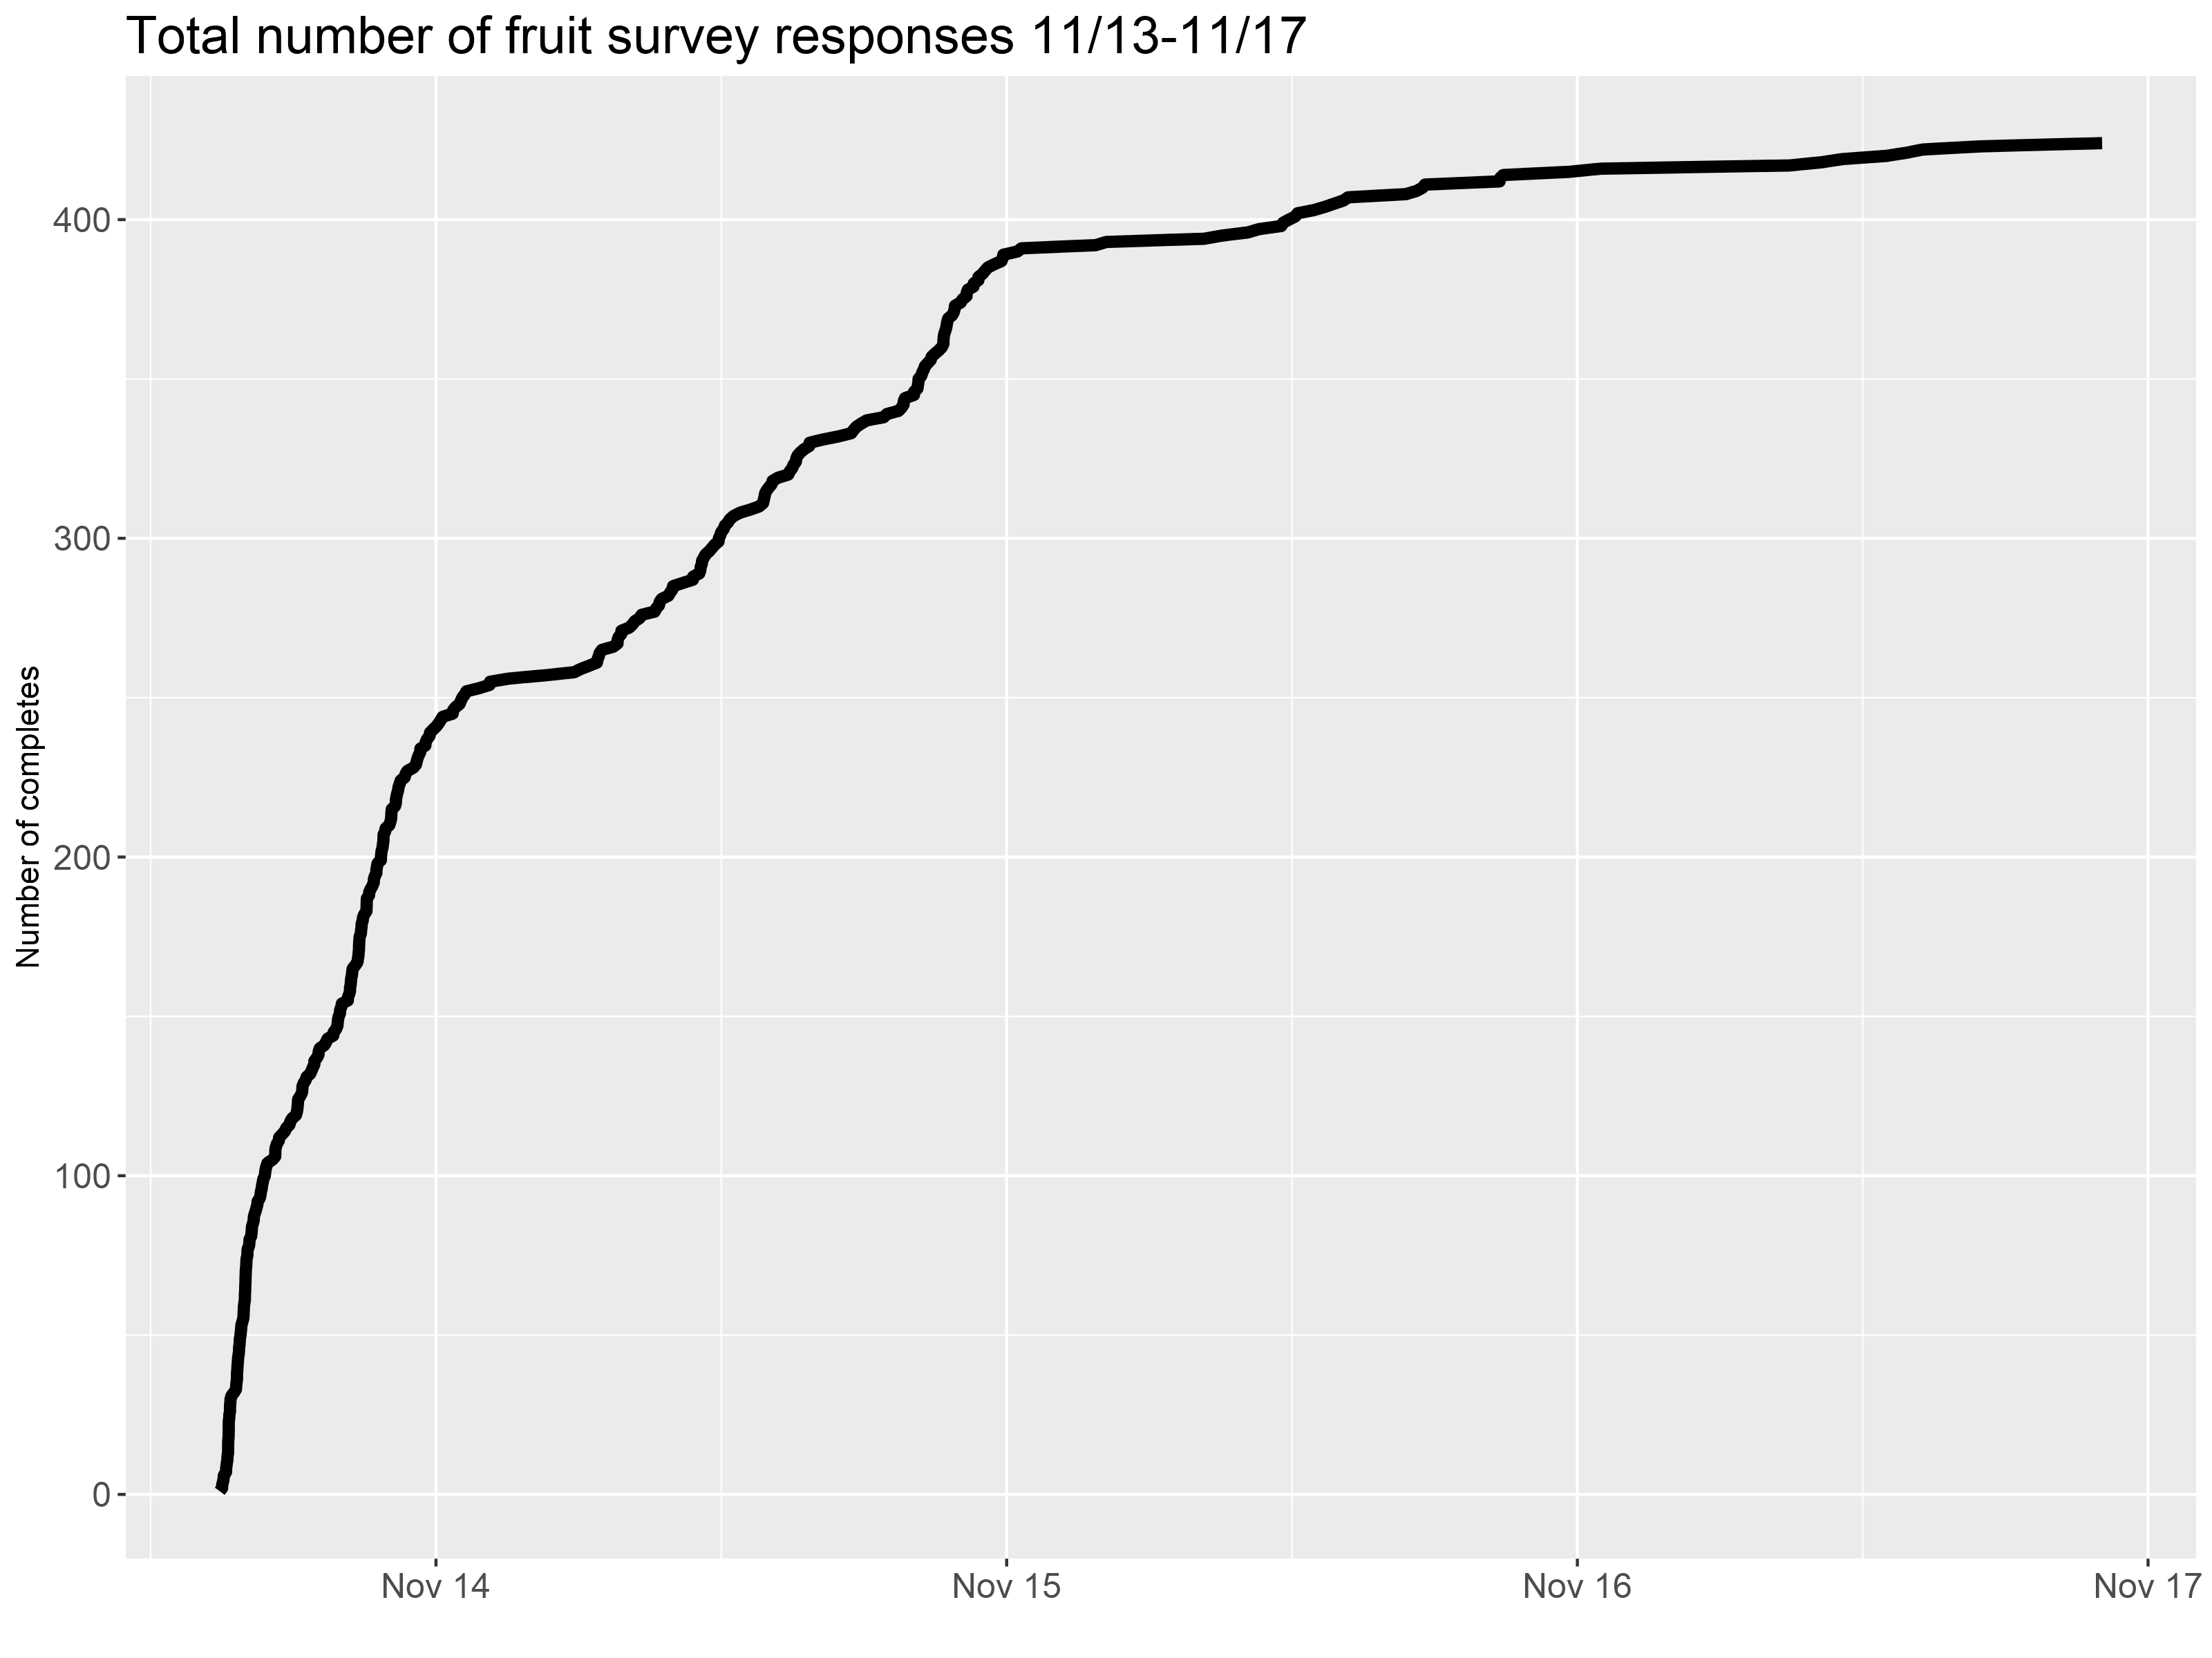 Total number of fruit survey responses 11/13-11/17
Number of completes
400
300
200
100
0
Nov 14
Nov 15
Nov 16
Nov 17